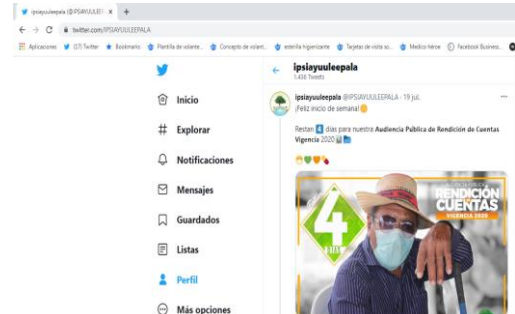 ipsiayuuleepala (@IPSIAYUULEE
twitter.com/IPSIAYUULEEPALA
Aplicaciones
(17) Twitter
Bookmarks
Plantilla de volante...
Concepto de volant...
estrella higienizante
Tarjetas de visita so...
Medico héroe
Facebook Business...
Inicio
Explorar
Notificaciones
Mensajes
Guardados
Listas
Perfil
Más opciones
ipsiayuuleepala
1.438 Tweets
ipsiayuuleepala @IPSIAYUULEEPALA · 19 jul.
¡Feliz inicio de semana!
Restan 4 días para nuestra Audiencia Pública de Rendición de Cuentas
Vigencia 2020
4
RENDICIÓN
CUENTAS
VIGENCIA 2020